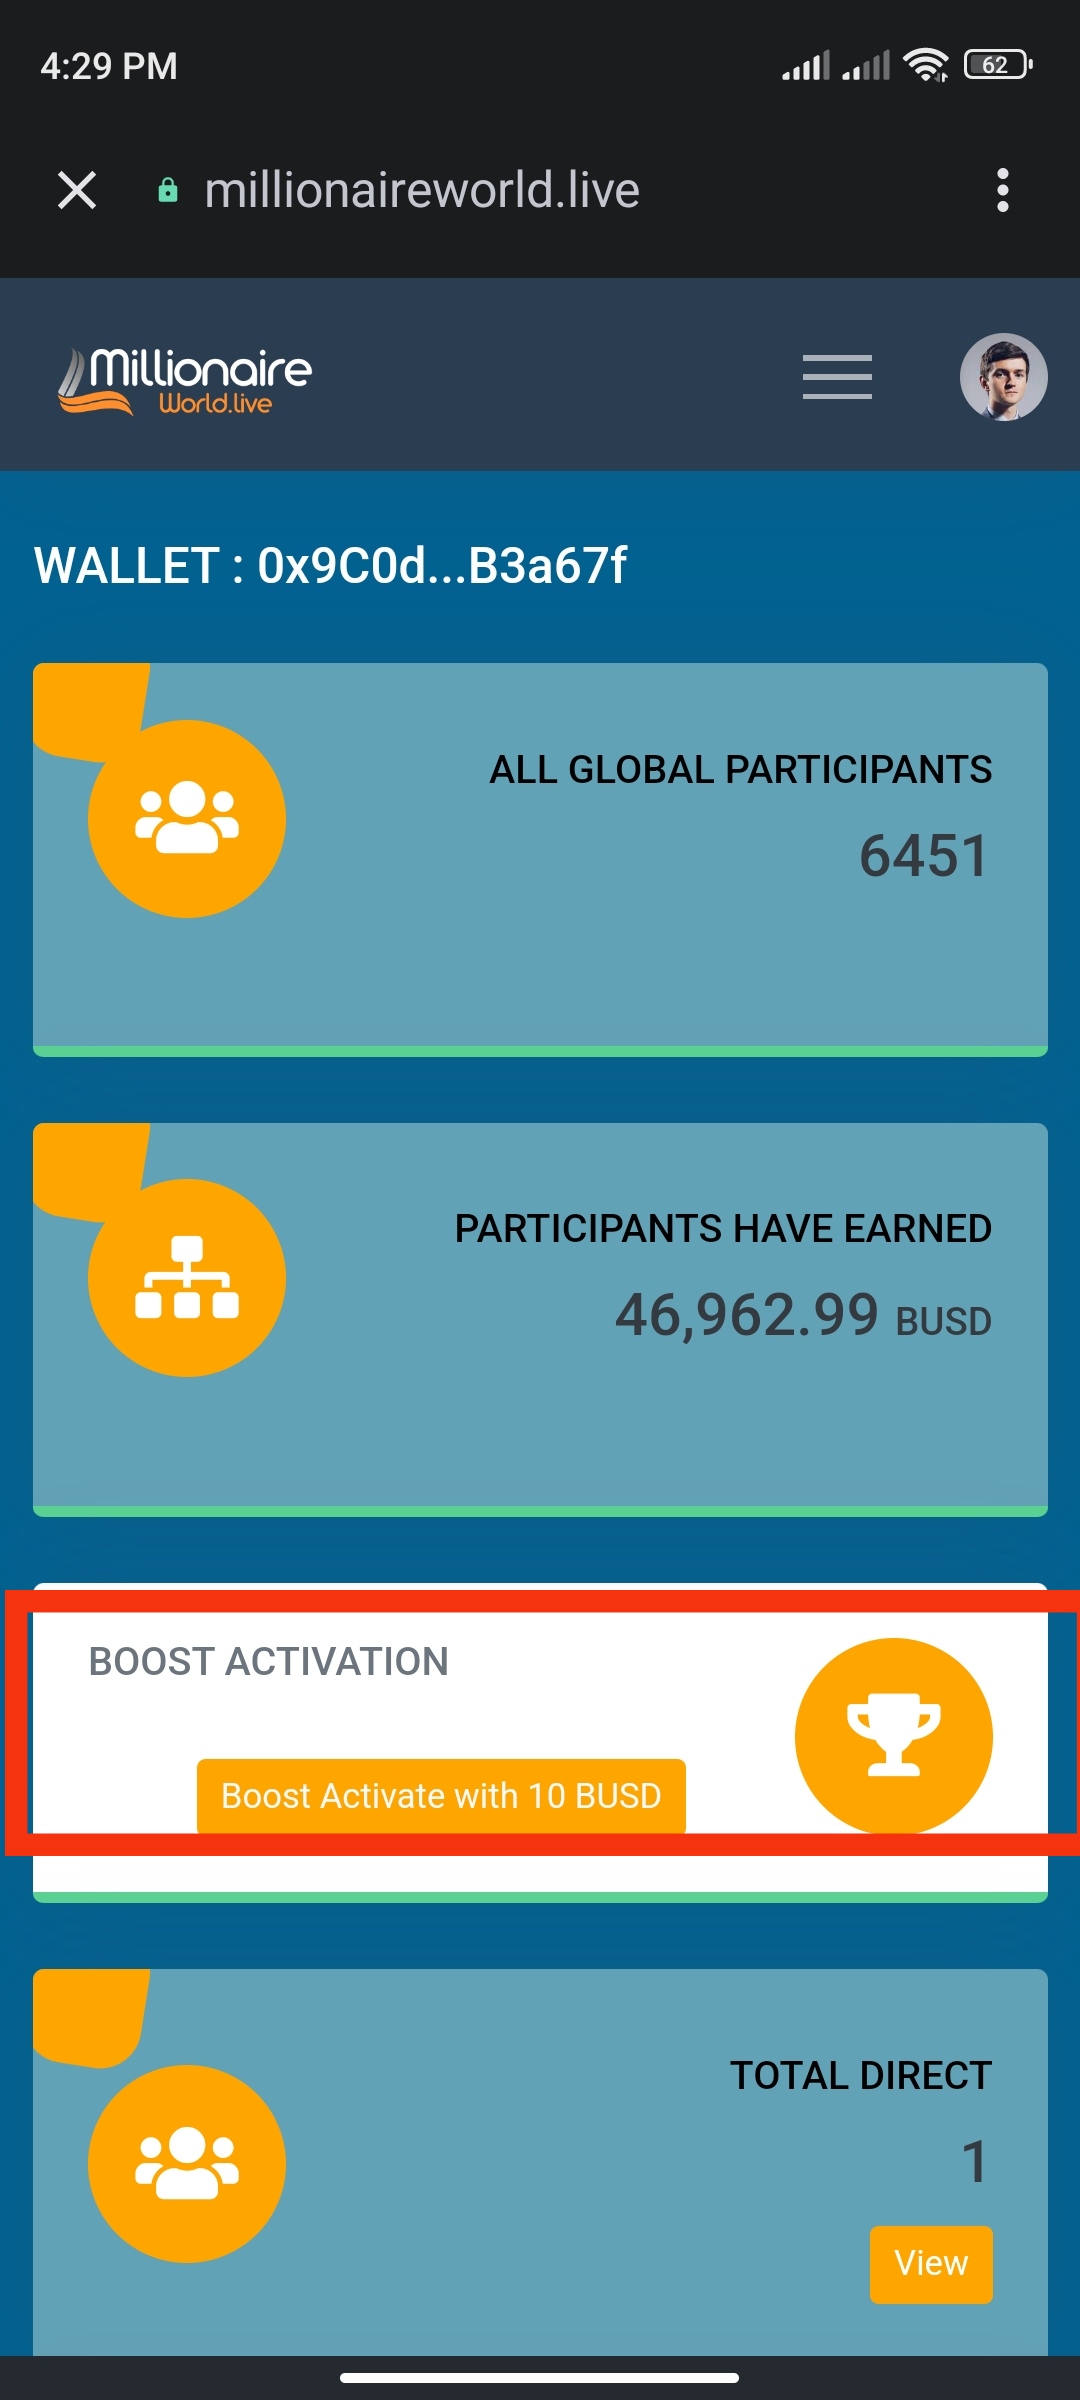 4:29 PM
62
millionaireworld.live
Millionaire
World.live
WALLET : 0x9C0d...B3a67f
ALL GLOBAL PARTICIPANTS
6451
PARTICIPANTS HAVE EARNED
46,962.99 BUSD
BOOST ACTIVATION
Boost Activate with 10 BUSD
TOTAL DIRECT
1
View